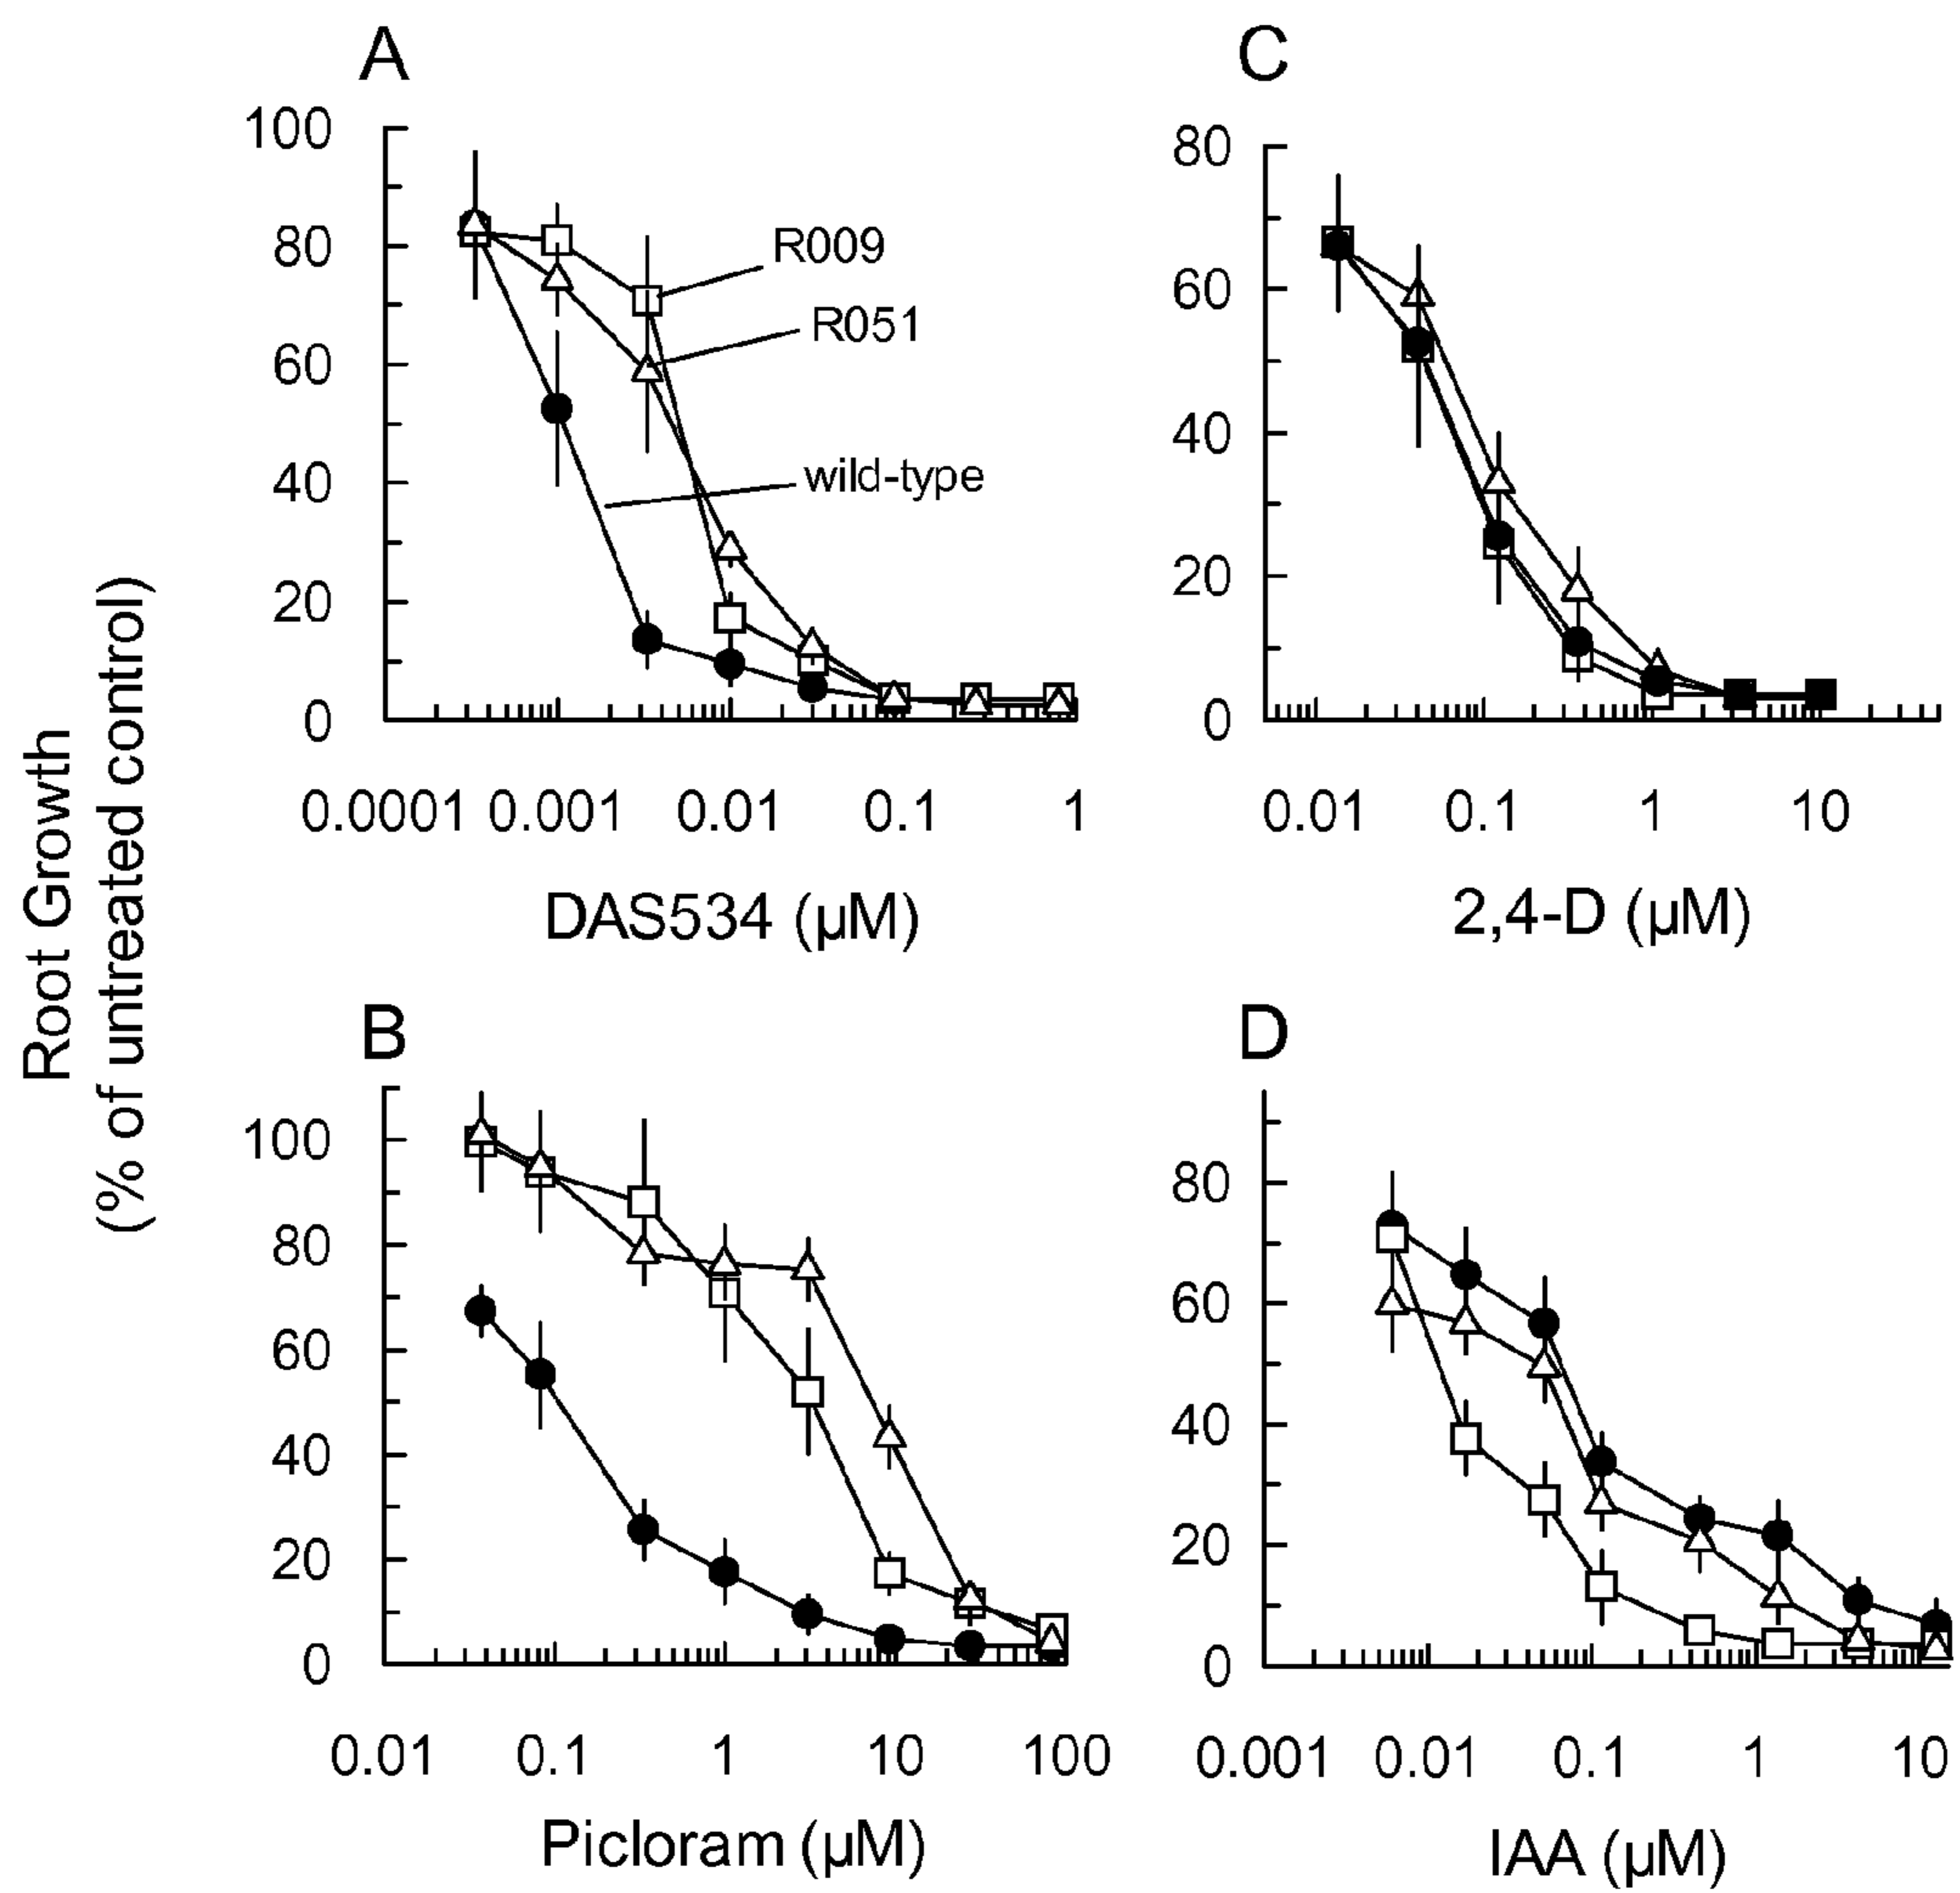 Root Growth
(% of untreated control)
A
100
80
60
40
20
0
R009
R051
wild-type
0.0001 0.001 0.01 0.1 1
DAS534 (µM)
C
80
60
40
20
0
0.01 0.1 1 10
2,4-D (µM)
B
100
80
60
40
20
0
0.01 0.1 1 10 100
Picloram (µM)
D
80
60
40
20
0
0.001 0.01 0.1 1 10
IAA (µM)